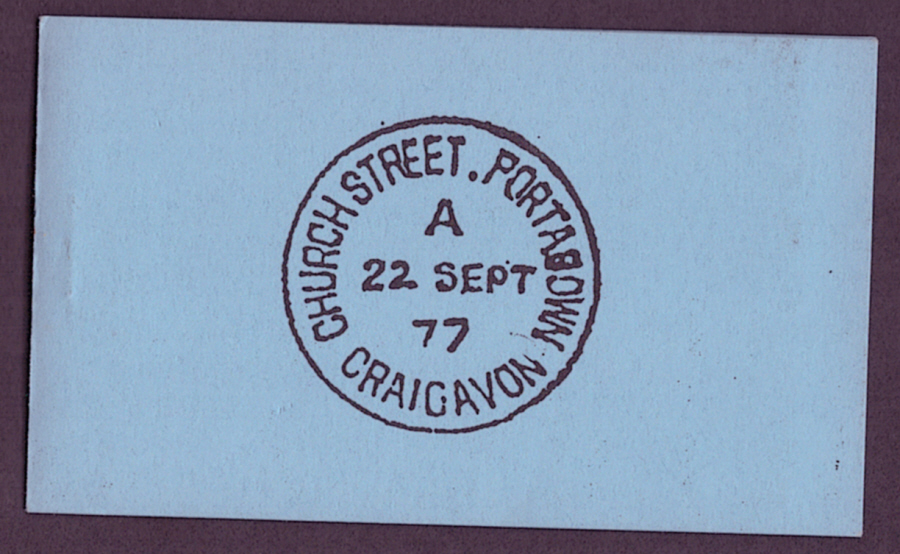 CHURCH STREET. PORTADOWN
A
22 SEPT
77
CRAIGAVON